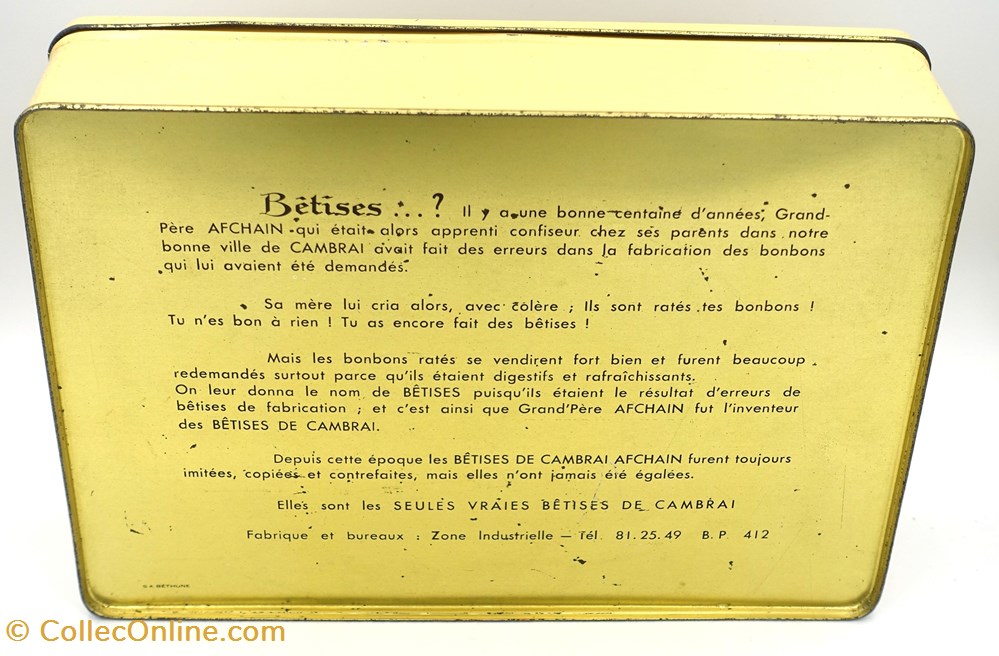 Bêtises ...? Il y a une bonne centaine d'années, Grand-
Père AFCHAIN qui était alors apprenti confiseur chez ses parents dans notre
bonne ville de CAMBRAI avait fait des erreurs dans la fabrication des bonbons
qui lui avaient été demandés.
Sa mère lui cria alors, avec colère ; Ils sont ratés tes bonbons !
Tu n'es bon à rien ! Tu as encore fait des bêtises !
Mais les bonbons ratés se vendirent fort bien et furent beaucoup
redemandés surtout parce qu'ils étaient digestifs et rafraîchissants.
On leur donna le nom de BÊTISES puisqu'ils étaient le résultat d'erreurs de
bêtises de fabrication ; et c'est ainsi que Grand'Père AFCHAIN fut l'inventeur
des BÊTISES DE CAMBRAI.
Depuis cette époque les BÊTISES DE CAMBRAI AFCHAIN furent toujours
imitées, copiées et contrefaites, mais elles n'ont jamais été égalées.
Elles sont les SEULES VRAIES BÊTISES DE CAMBRAI
Fabrique et bureaux : Zone Industrielle — Tél. 81.25.49 B.P. 412
BÉTHUNE
© CollecOnline.com